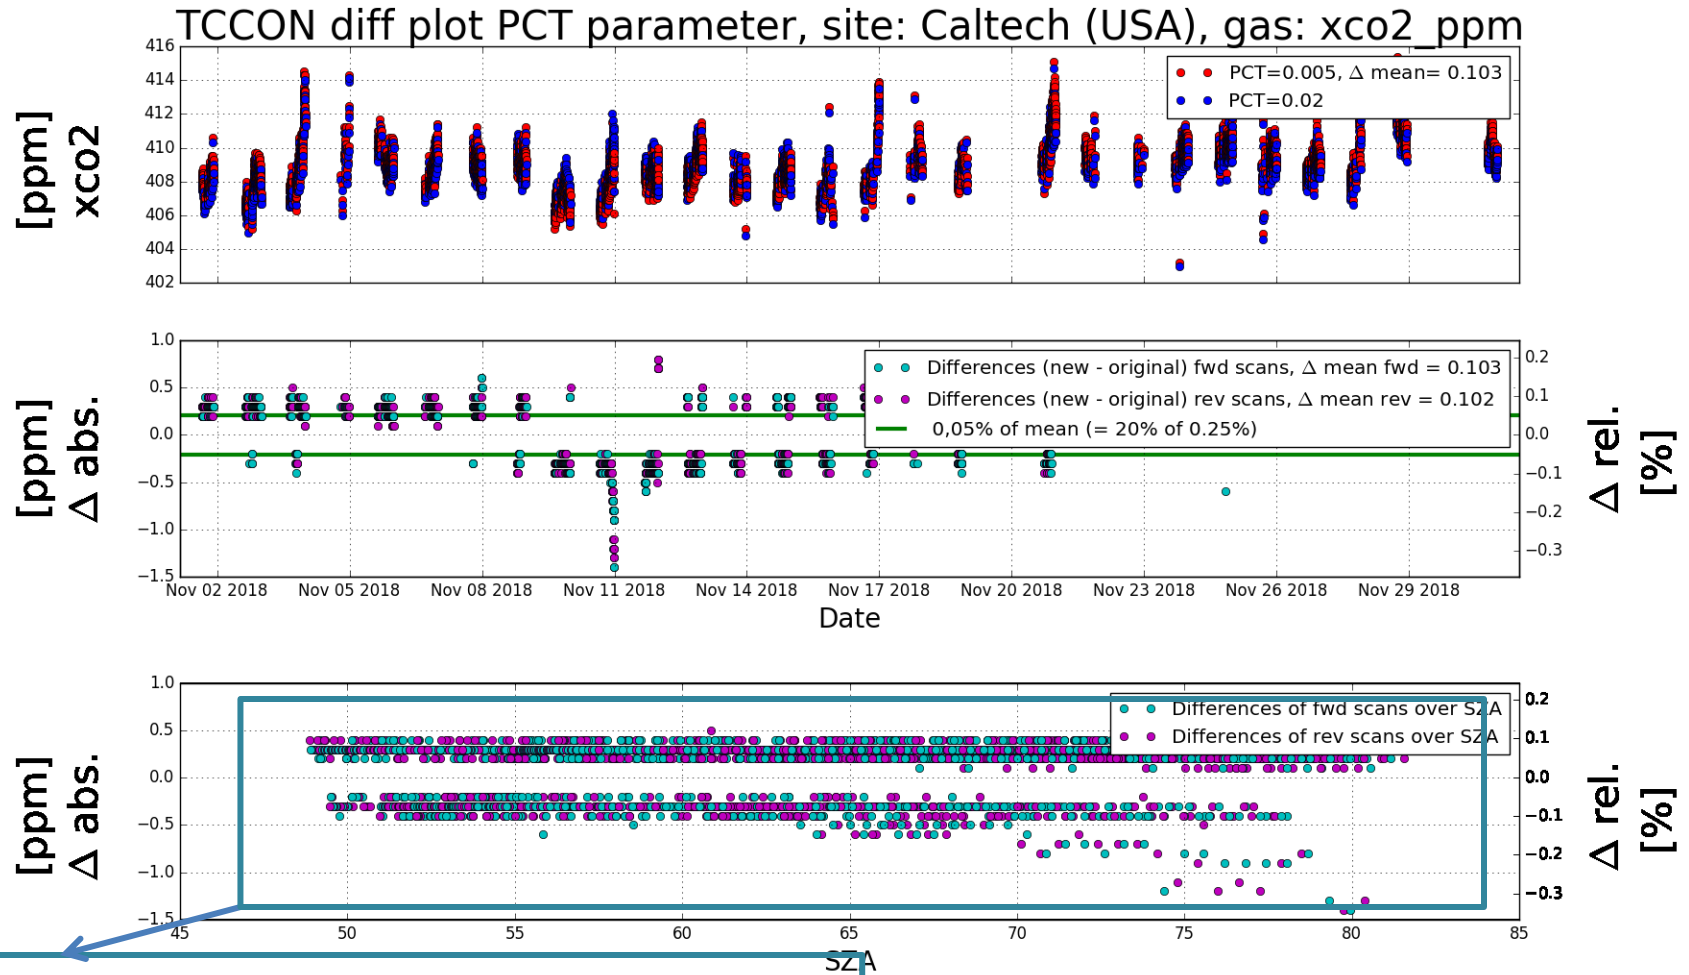 TCCON diff plot PCT parameter, site: Caltech (USA), gas: xco2_ppm
[ppm]
xco2
416
414
412
410
408
406
404
402
PCT=0.005, Δ mean= 0.103
PCT=0.02
[ppm]
Δ abs.
1.0
0.5
0.0
−0.5
−1.0
−1.5
Differences (new - original) fwd scans, Δ mean fwd = 0.103
Differences (new - original) rev scans, Δ mean rev = 0.102
0,05% of mean (= 20% of 0.25%)
0.2
0.1
0.0
−0.1
−0.2
−0.3
Δ rel.
[%]
Nov 02 2018 Nov 05 2018 Nov 08 2018 Nov 11 2018 Nov 14 2018 Nov 17 2018 Nov 20 2018 Nov 23 2018 Nov 26 2018 Nov 29 2018
Date
[ppm]
Δ abs.
1.0
0.5
0.0
−0.5
−1.0
−1.5
Differences of fwd scans over SZA
Differences of rev scans over SZA
0.2
0.1
0.0
−0.1
−0.2
−0.3
Δ rel.
[%]
45 50 55 60 65 70 75 80 85
SZA